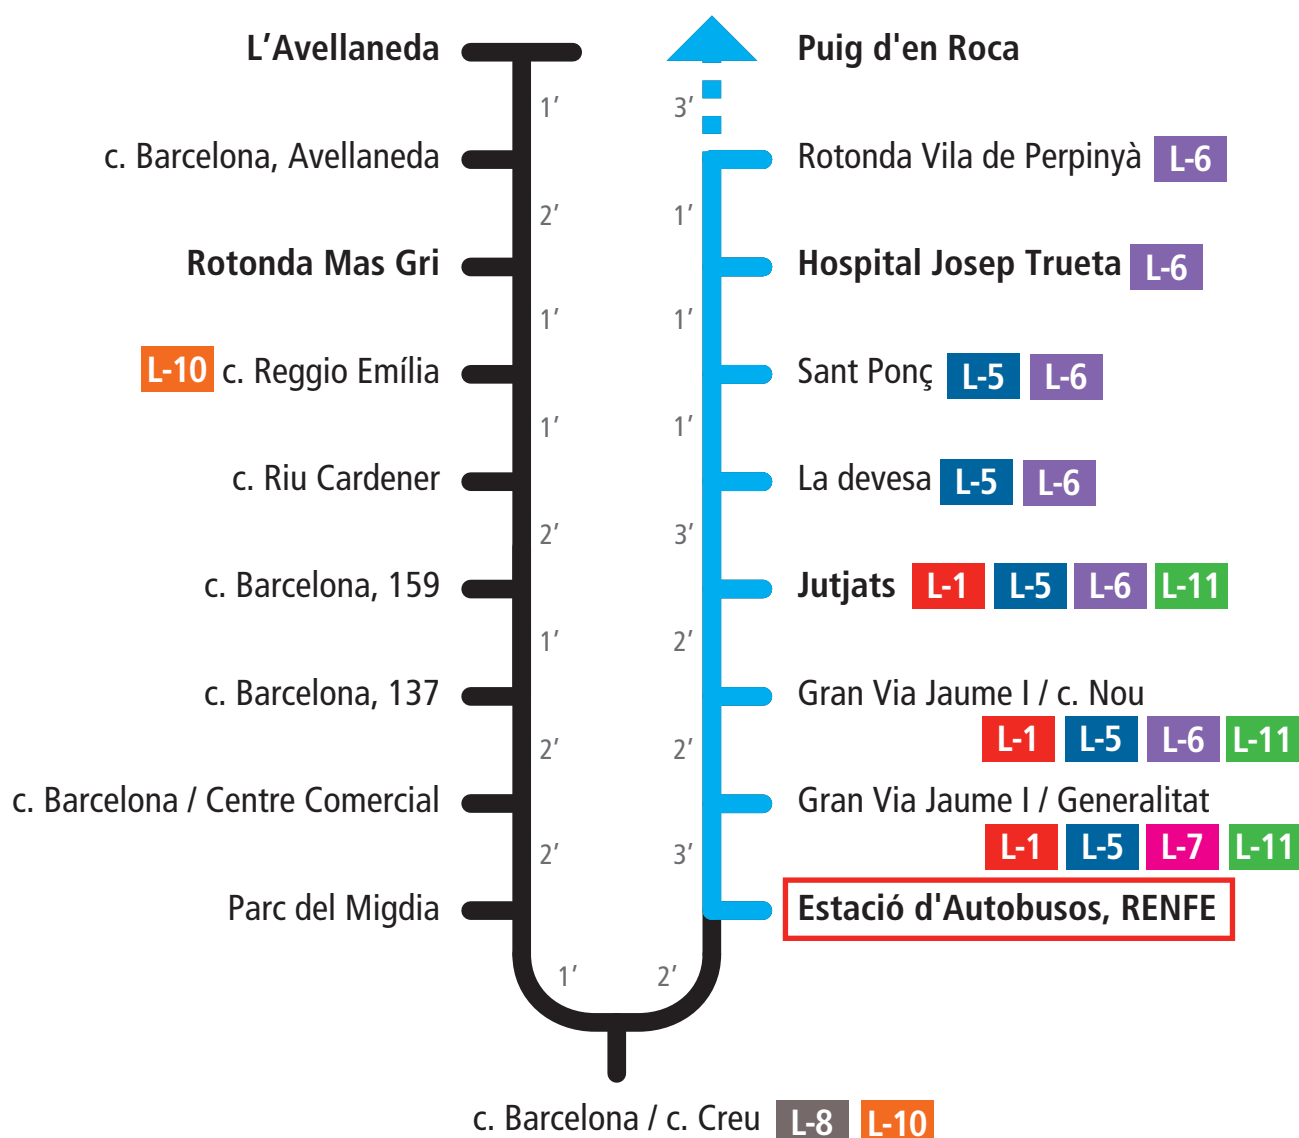 L’Avellaneda
1’
c. Barcelona, Avellaneda
2’
Rotonda Mas Gri
1’
L-10 c. Reggio Emília
1’
c. Riu Cardener
2’
c. Barcelona, 159
1’
c. Barcelona, 137
2’
c. Barcelona / Centre Comercial
2’
Parc del Migdia
1’
c. Barcelona / c. Creu L-8 L-10
2’
Estació d'Autobusos, RENFE
3’
Gran Via Jaume I / Generalitat
L-1 L-5 L-7 L-11
2’
Gran Via Jaume I / c. Nou
L-1 L-5 L-6 L-11
2’
Jutjats L-1 L-5 L-6 L-11
3’
La devesa L-5 L-6
1’
Sant Ponç L-5 L-6
1’
Hospital Josep Trueta L-6
1’
Rotonda Vila de Perpinyà L-6
3’
Puig d'en Roca